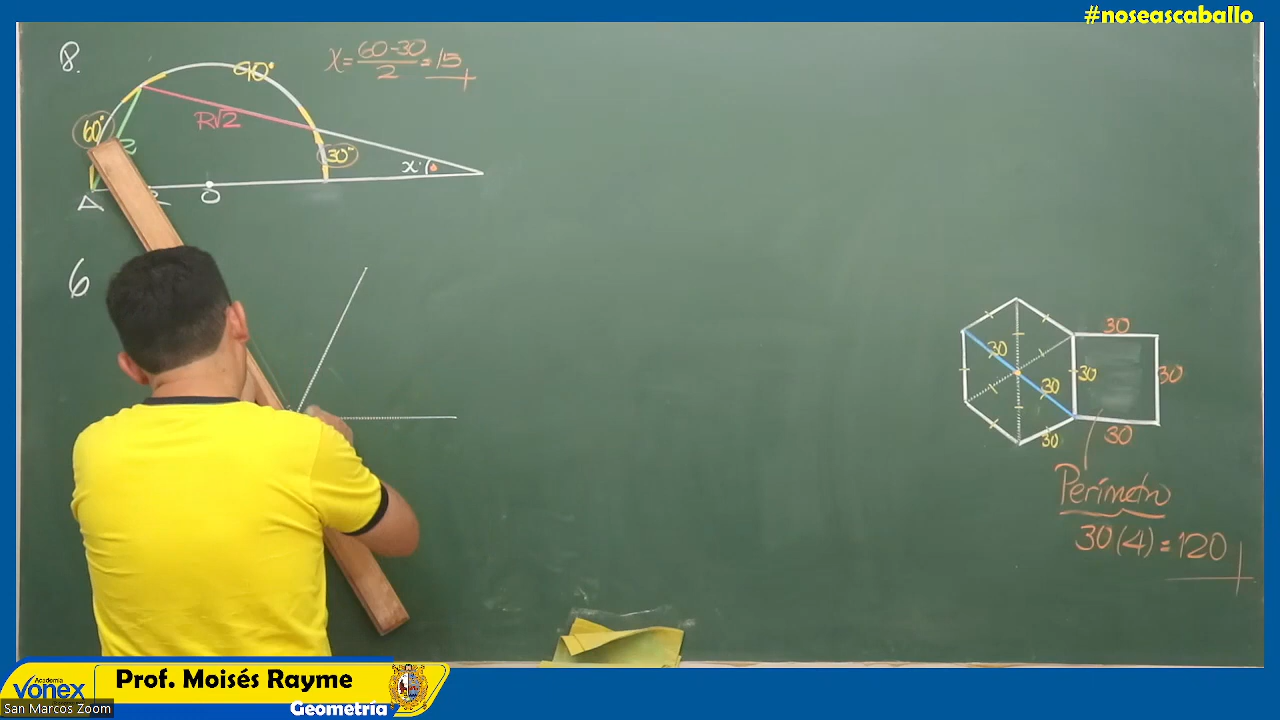 #noseascaballo
8.
90°
x = 60-30 / 2 = 15
60°
R√2
30°
x
A
O
6
30
30
30
30
30
30
30
Perímetro
30(4) = 120
Academia
VONEX
Prof. Moisés Rayme
Geometría
San Marcos Zoom